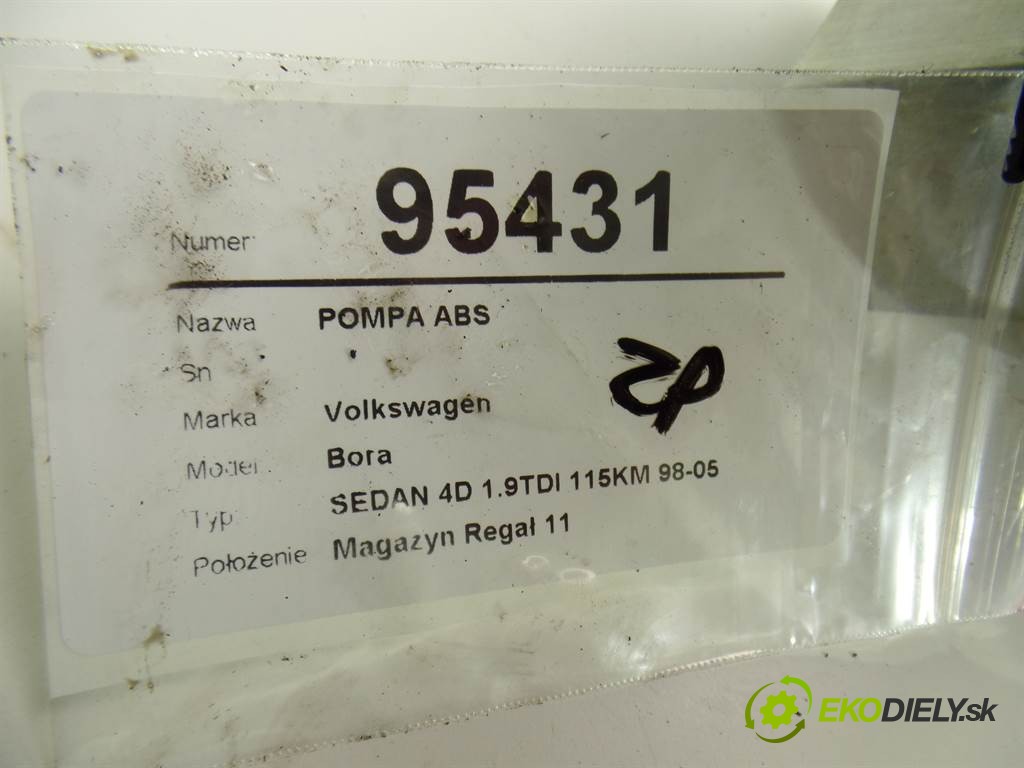 Numer 95431
Nazwa POMPA ABS
Sn
Marka Volkswagen
Model Bora
Typ SEDAN 4D 1.9TDI 115KM 98-05
Położenie Magazyn Regał 11
EKODIELY.sk